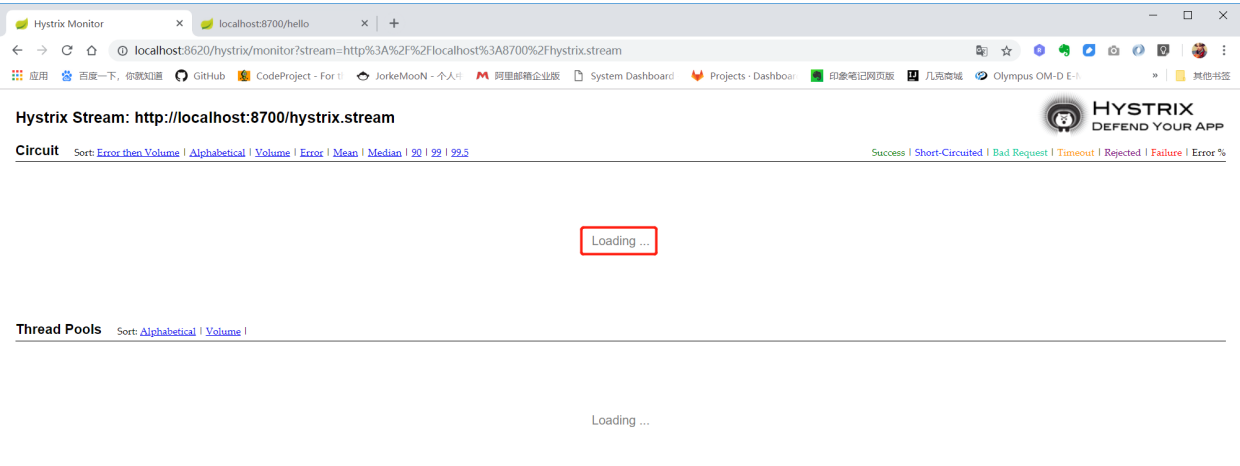 Hystrix Monitor
localhost:8700/hello
localhost:8620/hystrix/monitor?stream=http%3A%2F%2Flocalhost%3A8700%2Fhystrix.stream
应用 百度一下，你就知道 GitHub CodeProject - For t JorkeMooN - 个人 阿里邮箱企业版 System Dashboard Projects · Dashboar 印象笔记网页版 几克商城 Olympus OM-D E- » 其他书签
Hystrix Stream: http://localhost:8700/hystrix.stream
HYSTRIX
DEFEND YOUR APP
Circuit Sort: Error then Volume | Alphabetical | Volume | Error | Mean | Median | 90 | 99 | 99.5
Success | Short-Circuited | Bad Request | Timeout | Rejected | Failure | Error %
Loading ...
Thread Pools Sort: Alphabetical | Volume |
Loading ...